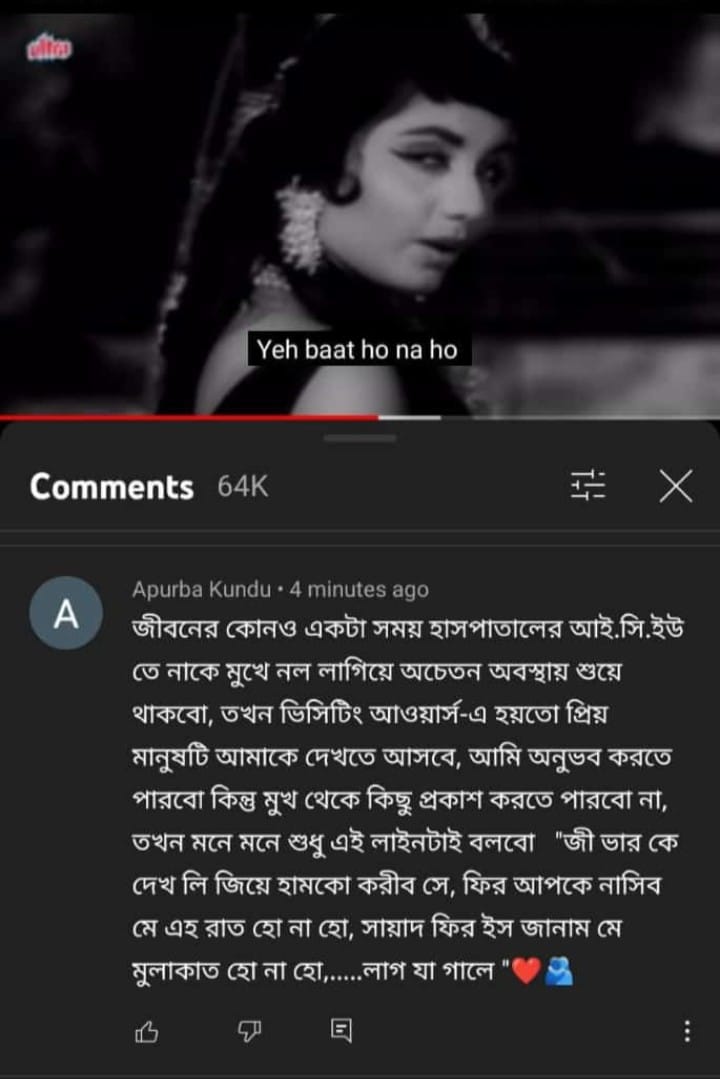 ultra
Yeh baat ho na ho
Comments 64K
A
Apurba Kundu • 4 minutes ago
জীবনের কোনও একটা সময় হাসপাতালের আই.সি.ইউ
তে নাকে মুখে নল লাগিয়ে অচেতন অবস্থায় শুয়ে
থাকবো, তখন ভিসিটিং আওয়ার্স-এ হয়তো প্রিয়
মানুষটি আমাকে দেখতে আসবে, আমি অনুভব করতে
পারবো কিন্তু মুখ থেকে কিছু প্রকাশ করতে পারবো না,
তখন মনে মনে শুধু এই লাইনটাই বলবো "জী ভার কে
দেখ লি জিয়ে হামকো করীব সে, ফির আপকে নাসিব
মে এহ রাত হো না হো, সায়াদ ফির ইস জানাম মে
মুলাকাত হো না হো,.....লাগ যা গালে "❤️🫂